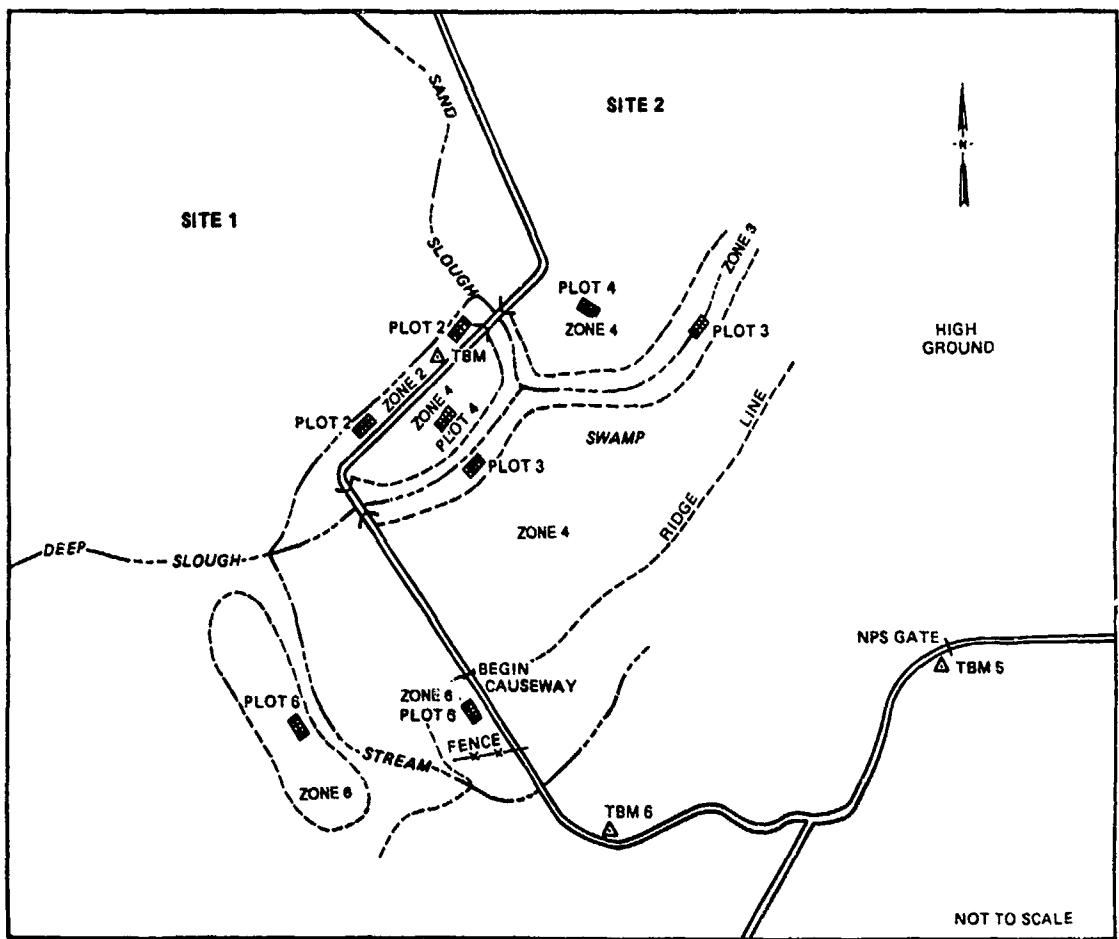 SAND
SLOUGH
SITE 2
N
SITE 1
PLOT 4
ZONE 4
ZONE 3
PLOT 3
HIGH
GROUND
PLOT 2
TBM
ZONE 2
ZONE 4
PLOT 4
PLOT 2
PLOT 3
SWAMP
RIDGE LINE
ZONE 4
DEEP SLOUGH
NPS GATE
TBM 5
BEGIN
CAUSEWAY
ZONE 6
PLOT 6
PLOT 6
FENCE
STREAM
ZONE 6
TBM 6
NOT TO SCALE